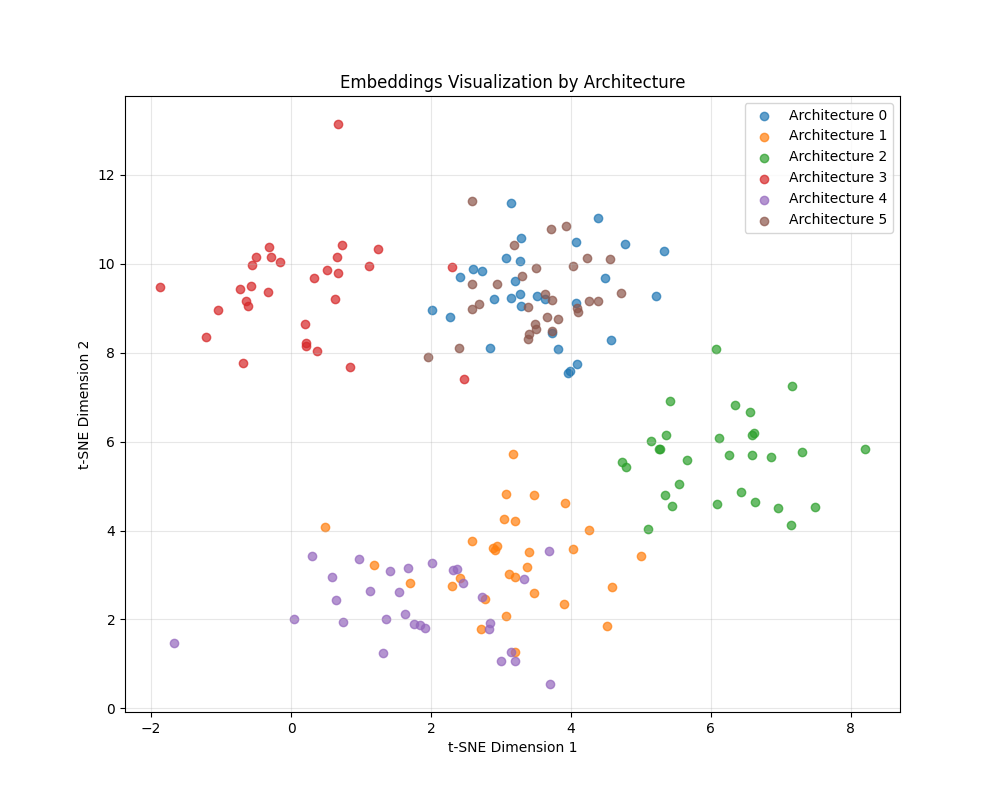 Embeddings Visualization by Architecture
Architecture 0
Architecture 1
Architecture 2
Architecture 3
Architecture 4
Architecture 5
t-SNE Dimension 2
12
10
8
6
4
2
0
−2
0
2
4
6
8
t-SNE Dimension 1